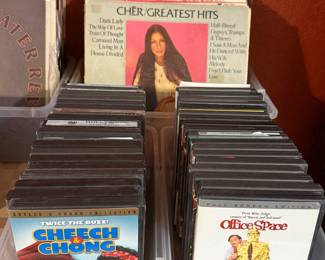 CHÉR/GREATEST HITS
Dark Lady
The Way Of Love
Train Of Thought
Carousel Man
Living In A
House Divided
Half-Breed
Gypsys, Tramps
& Thieves
I Saw A Man And
He Danced With
His Wife
Melody
Don't Hide Your
Love
TWICE THE BUZZ!
CHEECH &
CHONG
Office Space